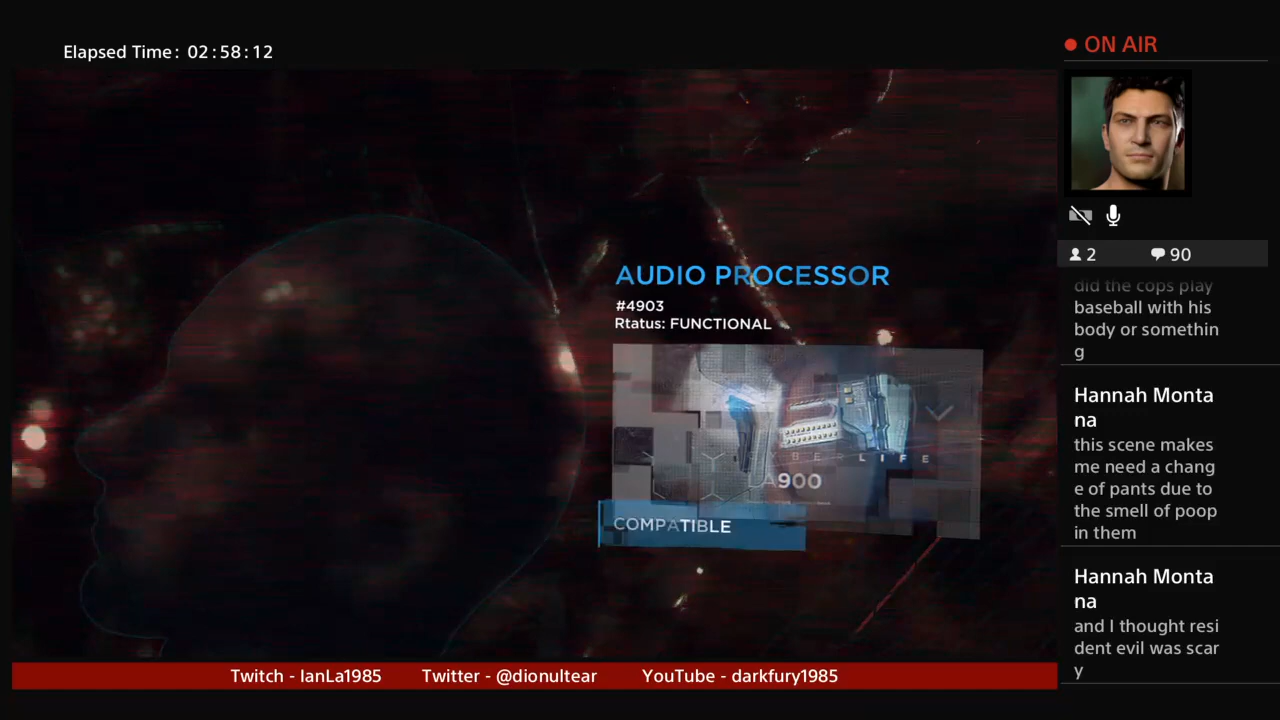 Elapsed Time: 02:58:12
ON AIR
2 90
did the cops play
baseball with his
body or somethin
g
Hannah Monta
na
this scene makes
me need a chang
e of pants due to
the smell of poop
in them
Hannah Monta
na
and I thought resi
dent evil was scar
y
AUDIO PROCESSOR
#4903
Rtatus: FUNCTIONAL
BERLIFE
A900
COMPATIBLE
Twitch - IanLa1985 Twitter - @dionultear YouTube - darkfury1985